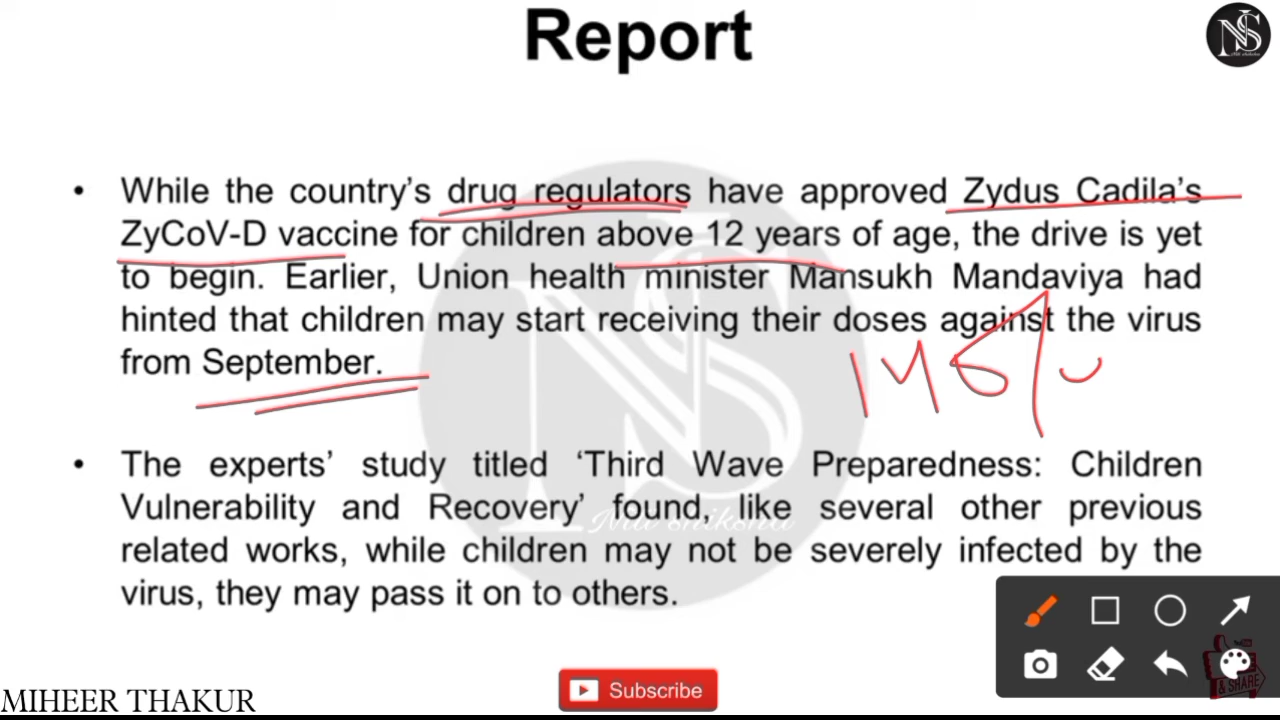 Report
NS
• While the country's drug regulators have approved Zydus Cadila's
ZyCoV-D vaccine for children above 12 years of age, the drive is yet
to begin. Earlier, Union health minister Mansukh Mandaviya had
hinted that children may start receiving their doses against the virus
from September.
• The experts' study titled 'Third Wave Preparedness: Children
Vulnerability and Recovery' found, like several other previous
related works, while children may not be severely infected by the
virus, they may pass it on to others.
& SHARE
Subscribe
MIHEER THAKUR